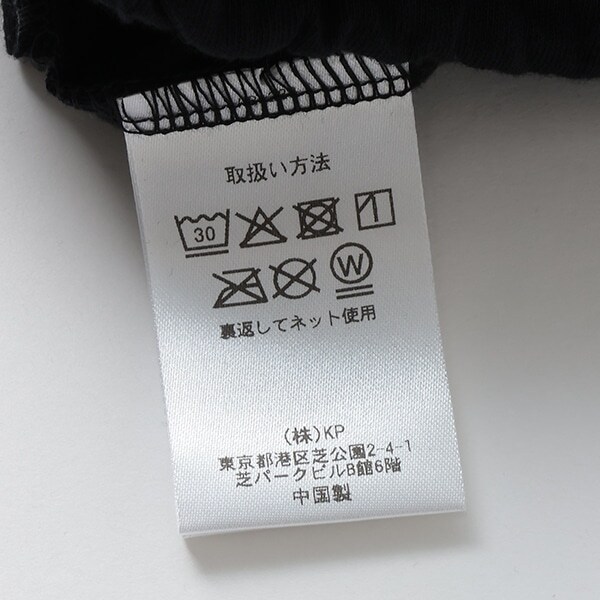 取扱い方法
30
W
裏返してネット使用
(株)KP
東京都港区芝公園2-4-1
芝パークビルB館6階
中国製